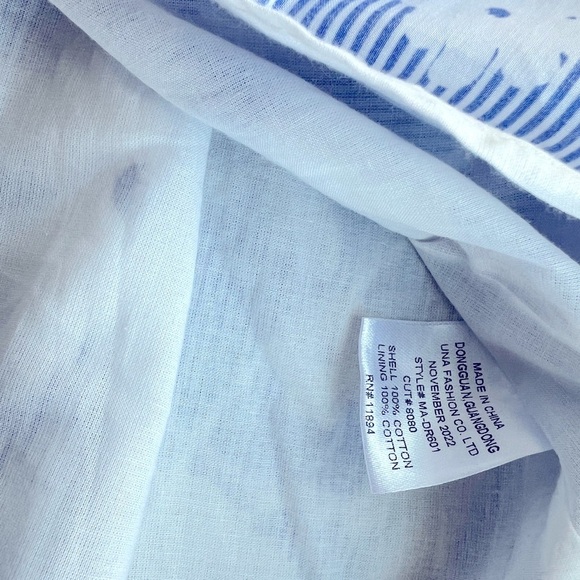 MADE IN CHINA
DONGGUAN, GUANGDONG
UNA FASHION CO. LTD
NOVEMBER 2022
STYLE# MA-DR601
CUT# 8080
SHELL 100% COTTON
LINING 100% COTTON
RN# 11894